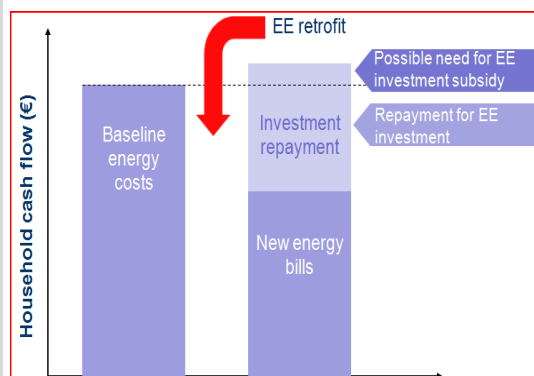 EE retrofit
Possible need for EE
investment subsidy
Repayment for EE
investment
Baseline
energy
costs
Investment
repayment
New energy
bills
Household cash flow (€)